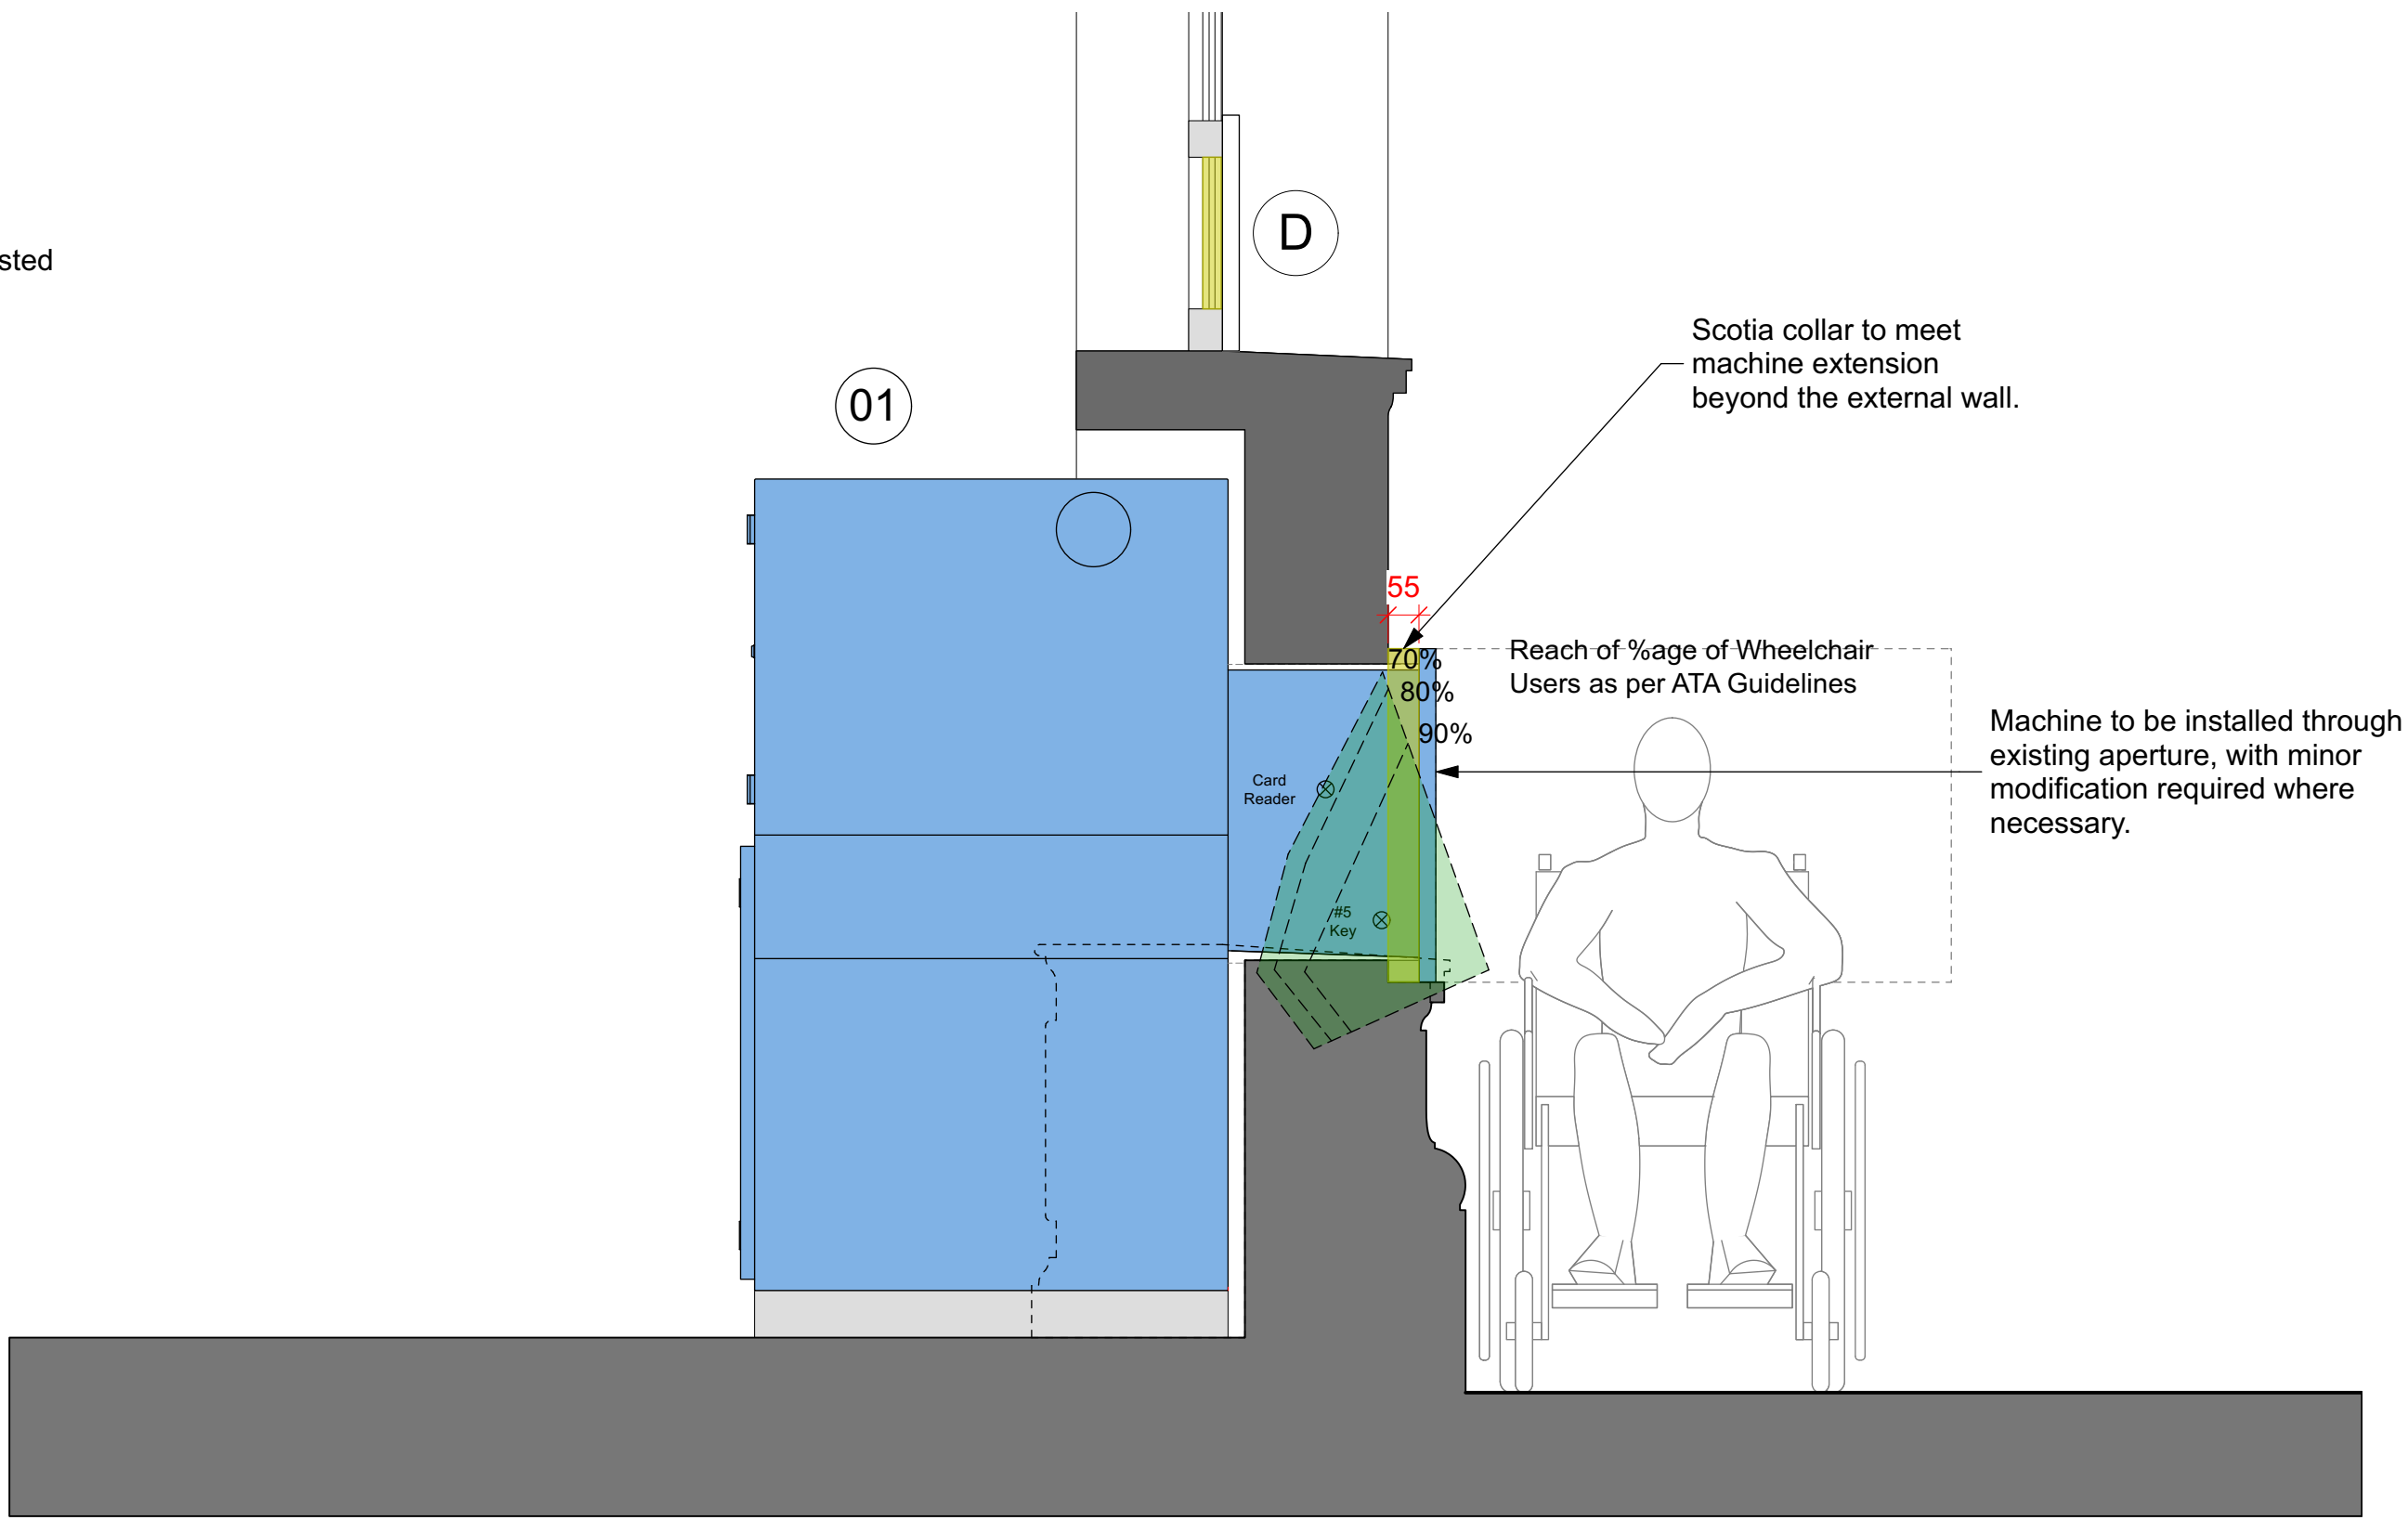 sted
D
01
Scotia collar to meet
machine extension
beyond the external wall.
55
70%
80%
90%
Reach of %age of Wheelchair
Users as per ATA Guidelines
Machine to be installed through
existing aperture, with minor
modification required where
necessary.
Card
Reader
#5
Key